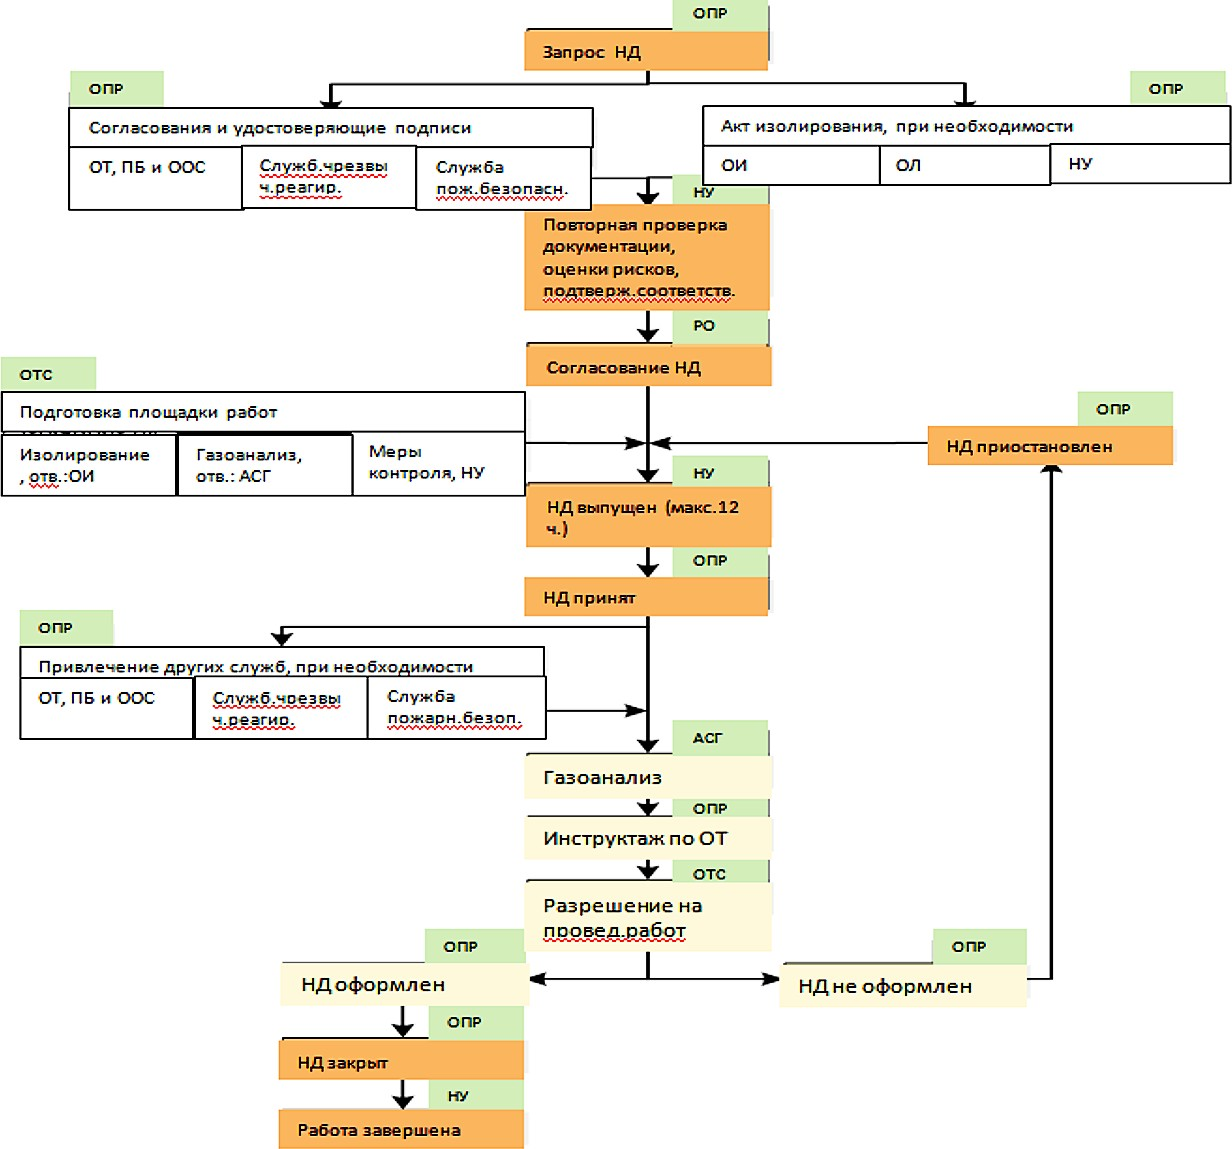 ОПР
Запрос НД
ОПР
Согласования и удостоверяющие подписи
ОТ, ПБ и ООС
Служб.чрезвы
ч.реагир.
Служба
пож.безопасн.
ОПР
Акт изолирования, при необходимости
ОИ
ОЛ
НУ
НУ
Повторная проверка
документации,
оценки рисков,
подтверж.соответств.
РО
Согласование НД
ОТС
Подготовка площадки работ
Изолирование
, отв.:ОИ
Газоанализ,
отв.: АСГ
Меры
контроля, НУ
ОПР
НД приостановлен
НУ
НД выпущен (макс.12
ч.)
ОПР
НД принят
ОПР
Привлечение других служб, при необходимости
ОТ, ПБ и ООС
Служб.чрезвы
ч.реагир.
Служба
пожарн.безоп.
АСГ
Газоанализ
ОПР
Инструктаж по ОТ
ОТС
Разрешение на
провед.работ
ОПР
НД оформлен
ОПР
НД не оформлен
ОПР
НД закрыт
НУ
Работа завершена